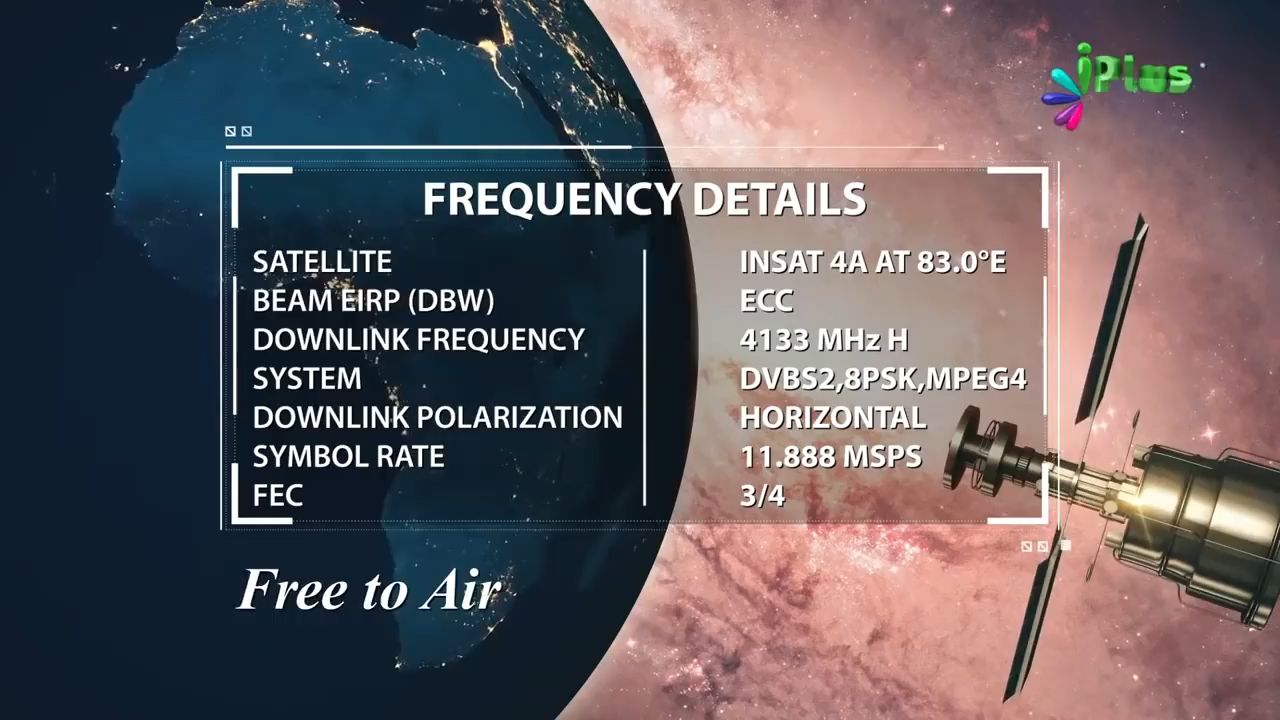 iPlus
FREQUENCY DETAILS
SATELLITE INSAT 4A AT 83.0°E
BEAM EIRP (DBW) ECC
DOWNLINK FREQUENCY 4133 MHz H
SYSTEM DVBS2,8PSK,MPEG4
DOWNLINK POLARIZATION HORIZONTAL
SYMBOL RATE 11.888 MSPS
FEC 3/4
Free to Air